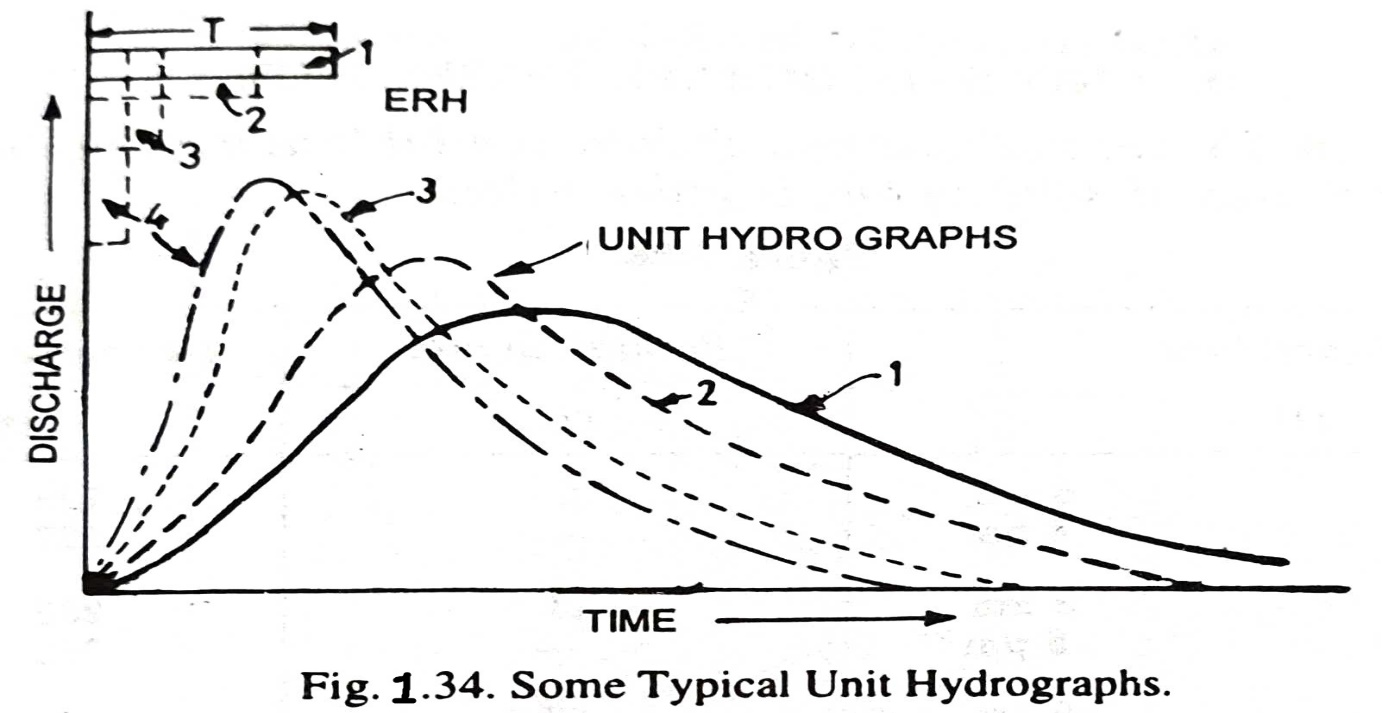 T
1
2
ERH
3
4
3
UNIT HYDRO GRAPHS
1
2
DISCHARGE
TIME
Fig. 1.34. Some Typical Unit Hydrographs.